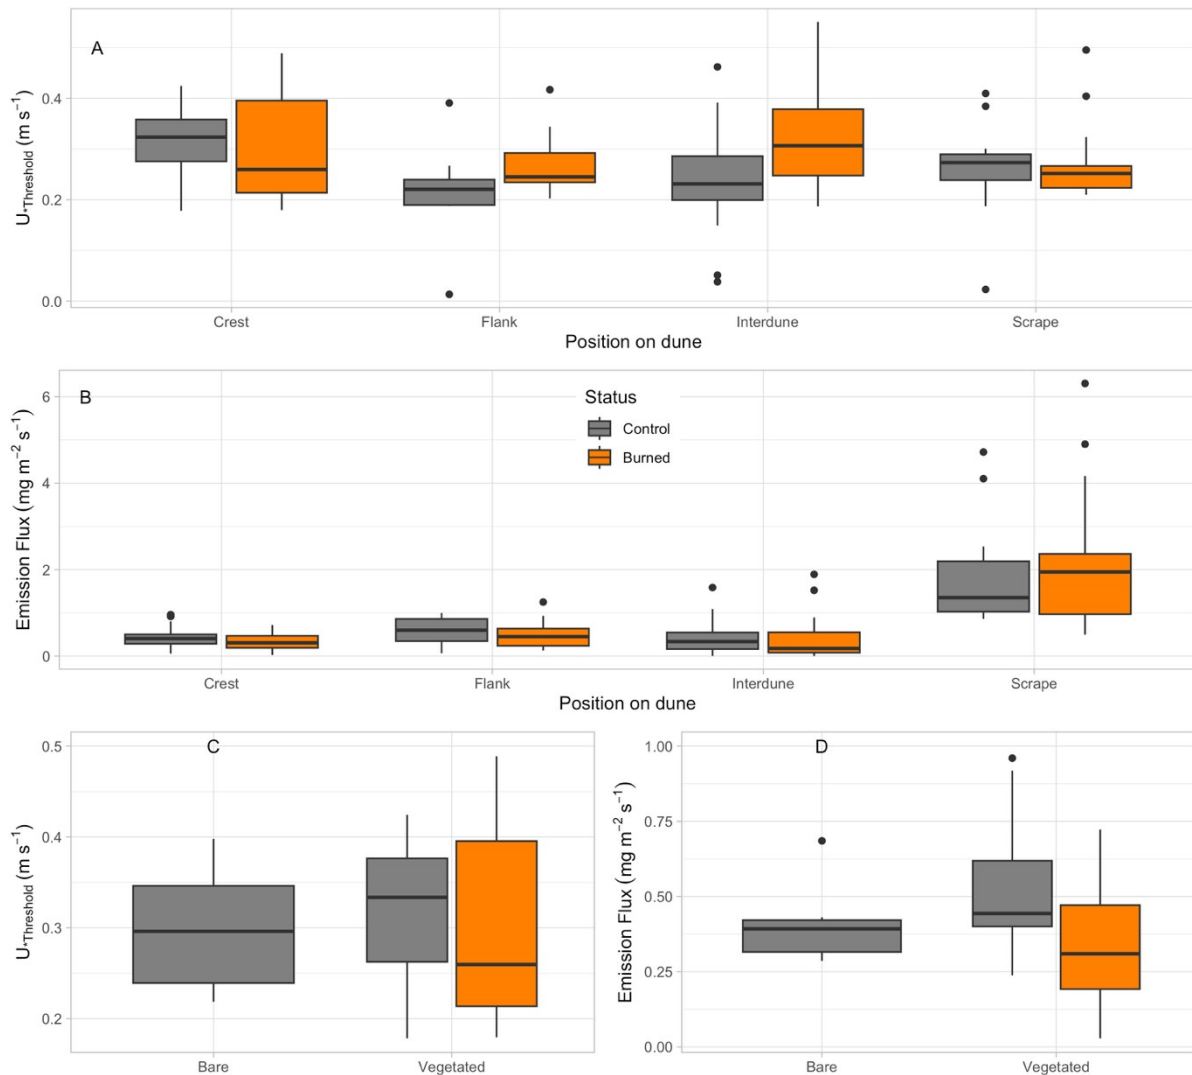 A
U*Threshold (m s⁻¹)
0.4
0.2
0.0
Crest Flank Interdune Scrape
Position on dune
B
Emission Flux (mg m⁻² s⁻¹)
6
4
2
0
Status
Control
Burned
Crest Flank Interdune Scrape
Position on dune
C
U*Threshold (m s⁻¹)
0.5
0.4
0.3
0.2
Bare Vegetated
D
Emission Flux (mg m⁻² s⁻¹)
1.00
0.75
0.50
0.25
0.00
Bare Vegetated